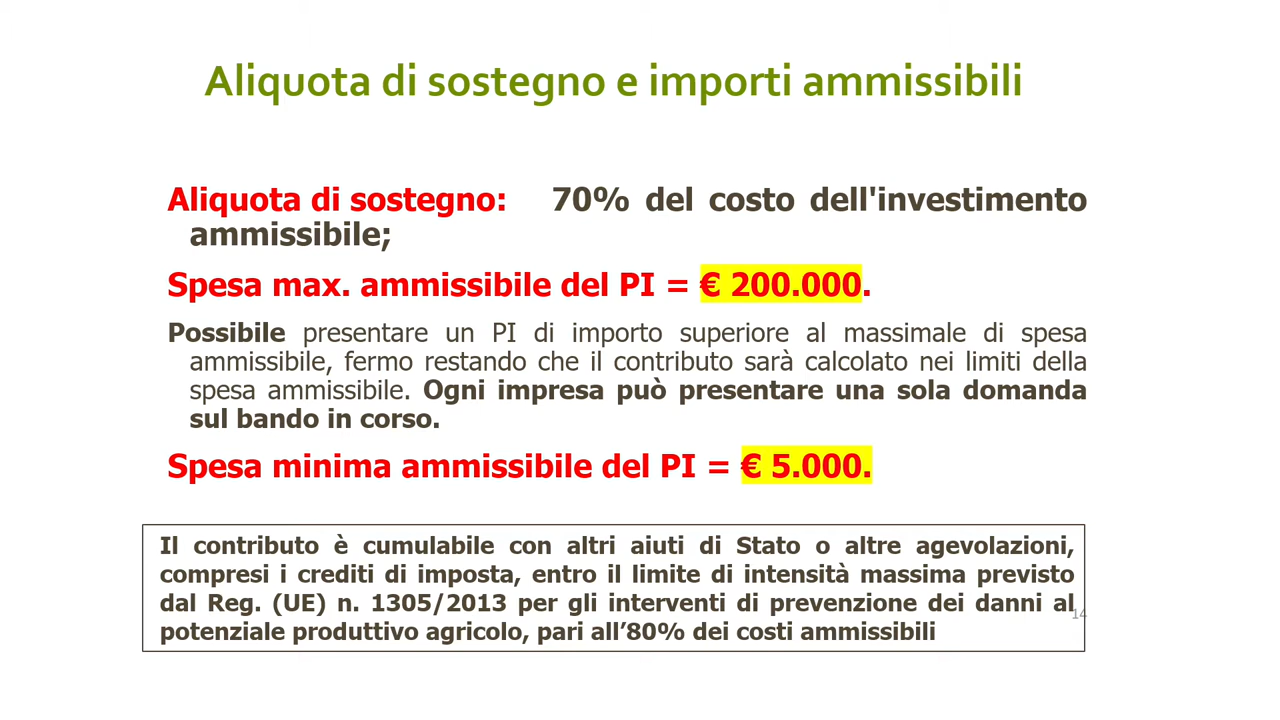 Aliquota di sostegno e importi ammissibili
Aliquota di sostegno: 70% del costo dell'investimento
ammissibile;
Spesa max. ammissibile del PI = € 200.000.
Possibile presentare un PI di importo superiore al massimale di spesa
ammissibile, fermo restando che il contributo sarà calcolato nei limiti della
spesa ammissibile. Ogni impresa può presentare una sola domanda
sul bando in corso.
Spesa minima ammissibile del PI = € 5.000.
Il contributo è cumulabile con altri aiuti di Stato o altre agevolazioni,
compresi i crediti di imposta, entro il limite di intensità massima previsto
dal Reg. (UE) n. 1305/2013 per gli interventi di prevenzione dei danni al
potenziale produttivo agricolo, pari all’80% dei costi ammissibili
14